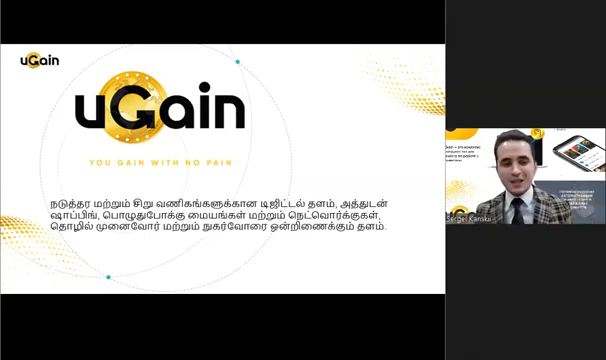 uGain
uGain
YOU GAIN WITH NO PAIN
நடுத்தர மற்றும் சிறு வணிகங்களுக்கான டிஜிட்டல் தளம், அத்துடன்
ஷாப்பிங், பொழுதுபோக்கு மையங்கள் மற்றும் நெட்வொர்க்குகள்,
தொழில் முனைவோர் மற்றும் நுகர்வோரை ஒன்றிணைக்கும் தளம்.
Sergei Kanskii